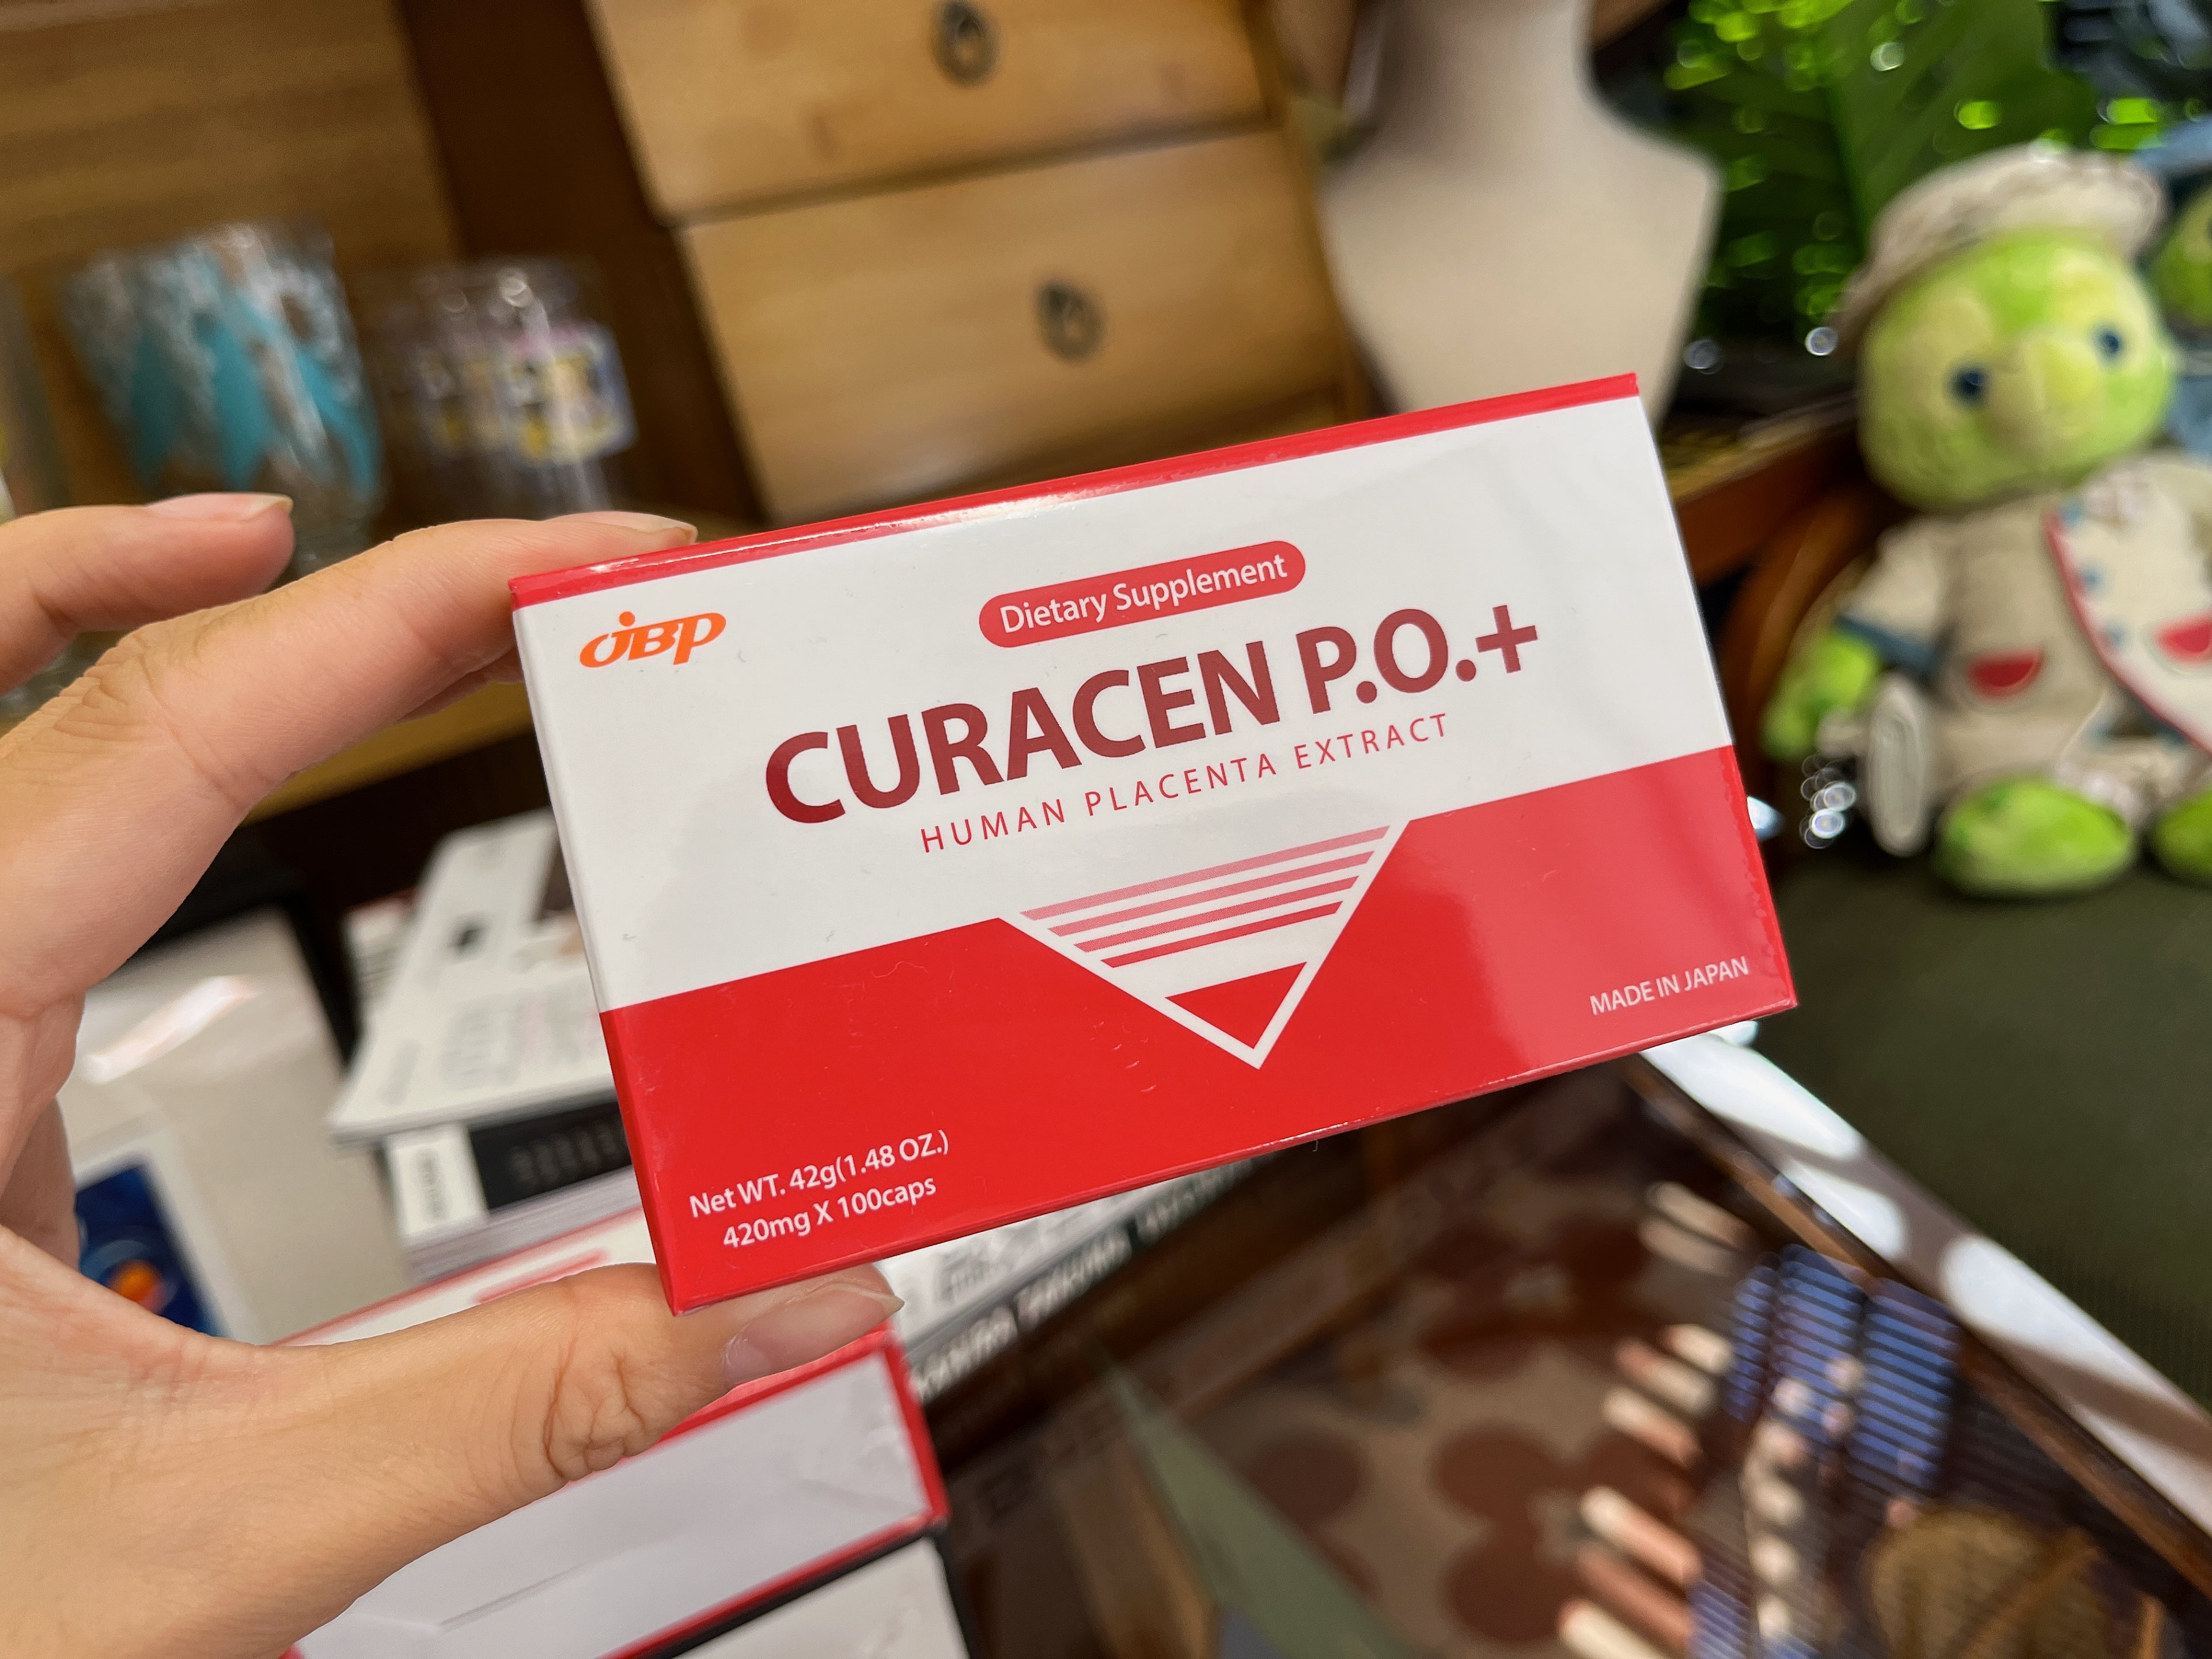 JBP
Dietary Supplement
CURACEN P.O.+
HUMAN PLACENTA EXTRACT
MADE IN JAPAN
Net WT. 42g(1.48 OZ.)
420mg X 100caps